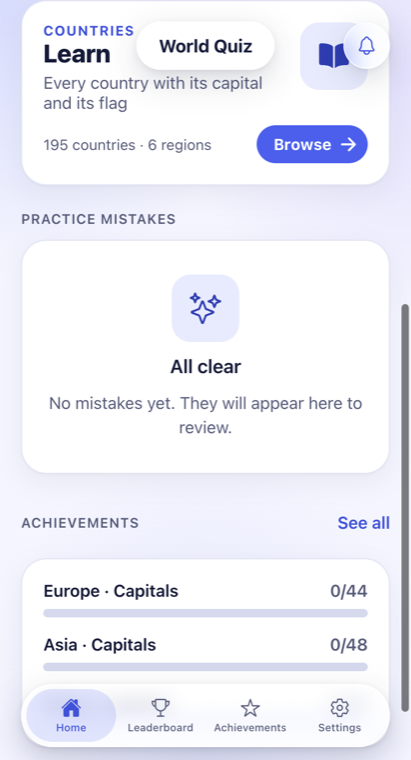 COUNTRIES
World Quiz
Learn
Every country with its capital
and its flag
195 countries · 6 regions
Browse →
PRACTICE MISTAKES
All clear
No mistakes yet. They will appear here to
review.
ACHIEVEMENTS
See all
Europe · Capitals
0/44
Asia · Capitals
0/48
Home
Leaderboard
Achievements
Settings